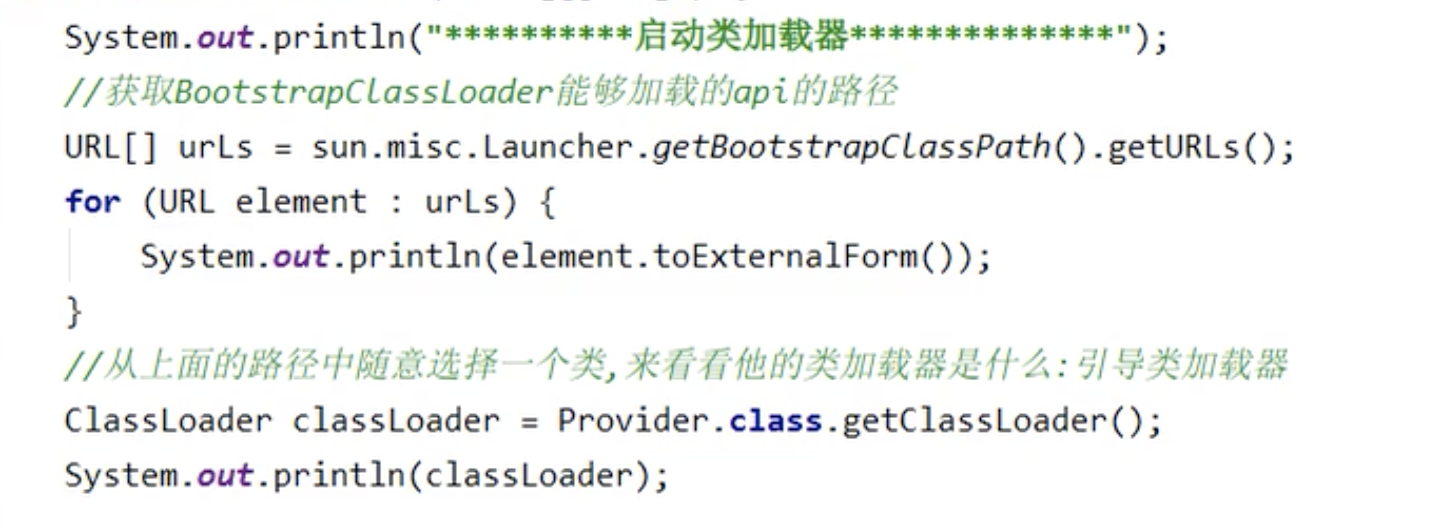 System.out.println("**********启动类加载器**************");
//获取BootstrapClassLoader能够加载的api的路径
URL[] urLs = sun.misc.Launcher.getBootstrapClassPath().getURLs();
for (URL element : urLs) {
    System.out.println(element.toExternalForm());
}
//从上面的路径中随意选择一个类,来看看他的类加载器是什么:引导类加载器
ClassLoader classLoader = Provider.class.getClassLoader();
System.out.println(classLoader);